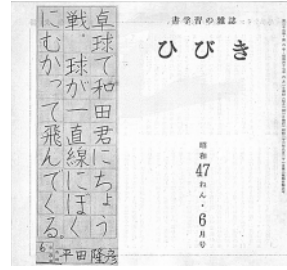 書学習の雑誌
ひびき
昭和47ねん・6月号
卓球で和田君にちょう
戦。球が一直線にぼく
にむかって飛んでくる。
6
平田隆彦